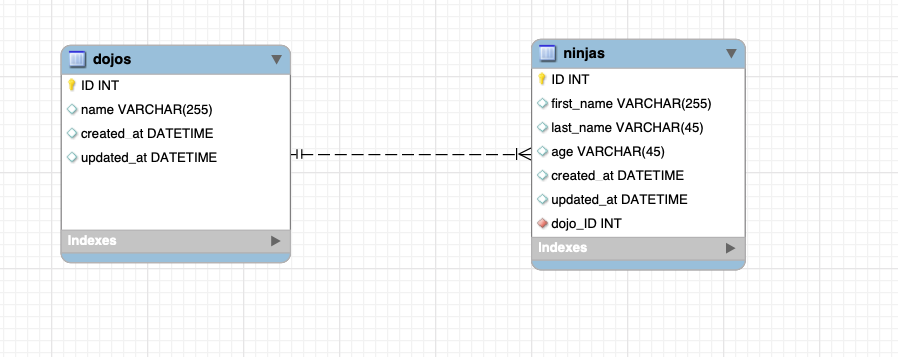 dojos
ID INT
name VARCHAR(255)
created_at DATETIME
updated_at DATETIME
Indexes
ninjas
ID INT
first_name VARCHAR(255)
last_name VARCHAR(45)
age VARCHAR(45)
created_at DATETIME
updated_at DATETIME
dojo_ID INT
Indexes